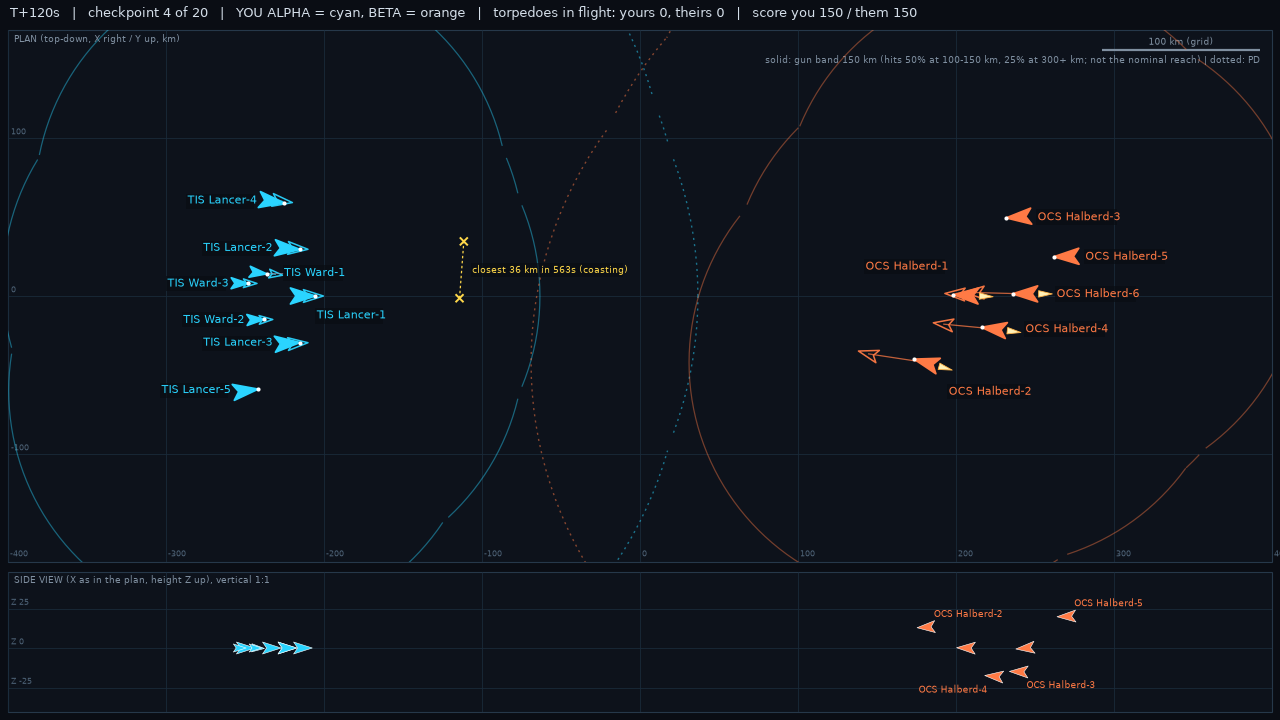 T+120s | checkpoint 4 of 20 | YOU ALPHA = cyan, BETA = orange | torpedoes in flight: yours 0, theirs 0 | score you 150 / them 150
PLAN (top-down, X right / Y up, km)
100 km (grid)
solid: gun band 150 km (hits 50% at 100-150 km, 25% at 300+ km; not the nominal reach) | dotted: PD
100
TIS Lancer-4
OCS Halberd-3
TIS Lancer-2
OCS Halberd-5
OCS Halberd-1
closest 36 km in 563s (coasting)
TIS Ward-1
TIS Ward-3
0
OCS Halberd-6
TIS Lancer-1
TIS Ward-2
OCS Halberd-4
TIS Lancer-3
TIS Lancer-5
OCS Halberd-2
-100
-400
-300
-200
-100
0
100
200
300
SIDE VIEW (X as in the plan, height Z up), vertical 1:1
Z 25
OCS Halberd-5
OCS Halberd-2
Z 0
Z -25
OCS Halberd-3
OCS Halberd-4